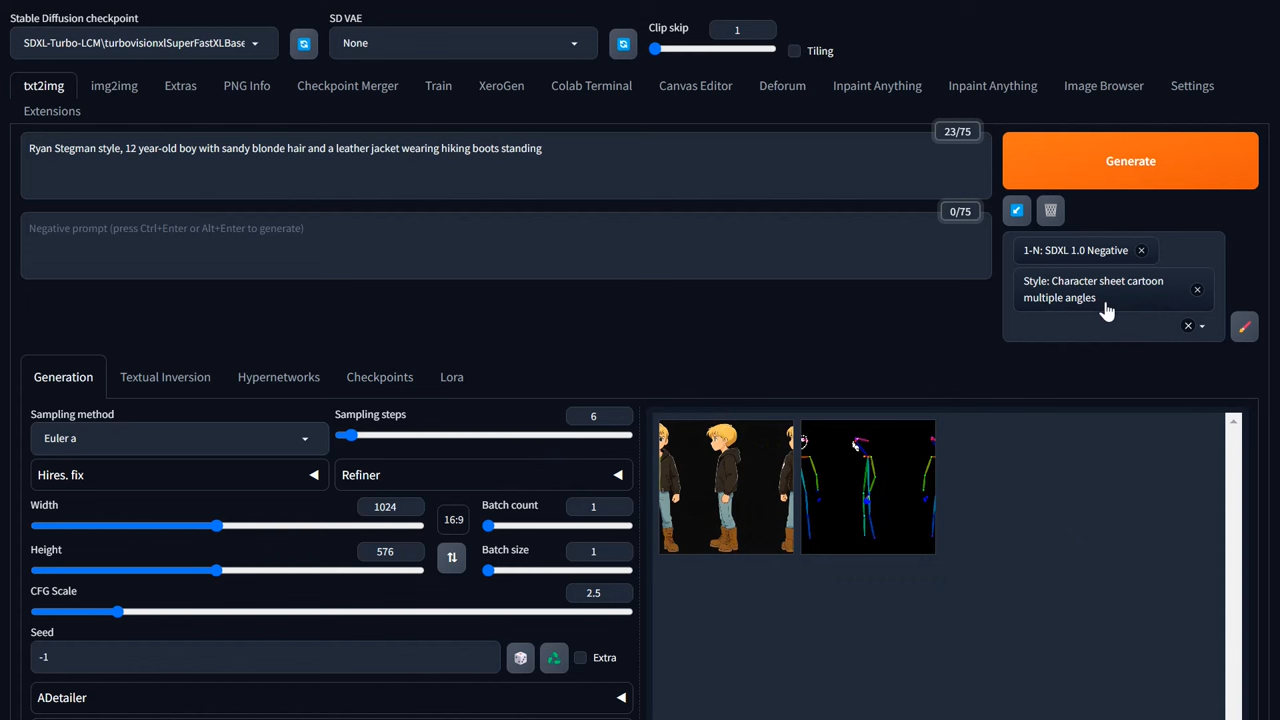 Stable Diffusion checkpoint
SDXL-Turbo-LCM\turbovisionxlSuperFastXLBase
SD VAE
None
Clip skip
1
Tiling
txt2img
img2img
Extras
PNG Info
Checkpoint Merger
Train
XeroGen
Colab Terminal
Canvas Editor
Deforum
Inpaint Anything
Inpaint Anything
Image Browser
Settings
Extensions
23/75
Ryan Stegman style, 12 year-old boy with sandy blonde hair and a leather jacket wearing hiking boots standing
Generate
0/75
Negative prompt (press Ctrl+Enter or Alt+Enter to generate)
1-N: SDXL 1.0 Negative
Style: Character sheet cartoon
multiple angles
Generation
Textual Inversion
Hypernetworks
Checkpoints
Lora
Sampling method
Euler a
Sampling steps
6
Hires. fix
Refiner
Width
1024
16:9
Batch count
1
Height
576
Batch size
1
CFG Scale
2.5
Seed
-1
Extra
ADetailer